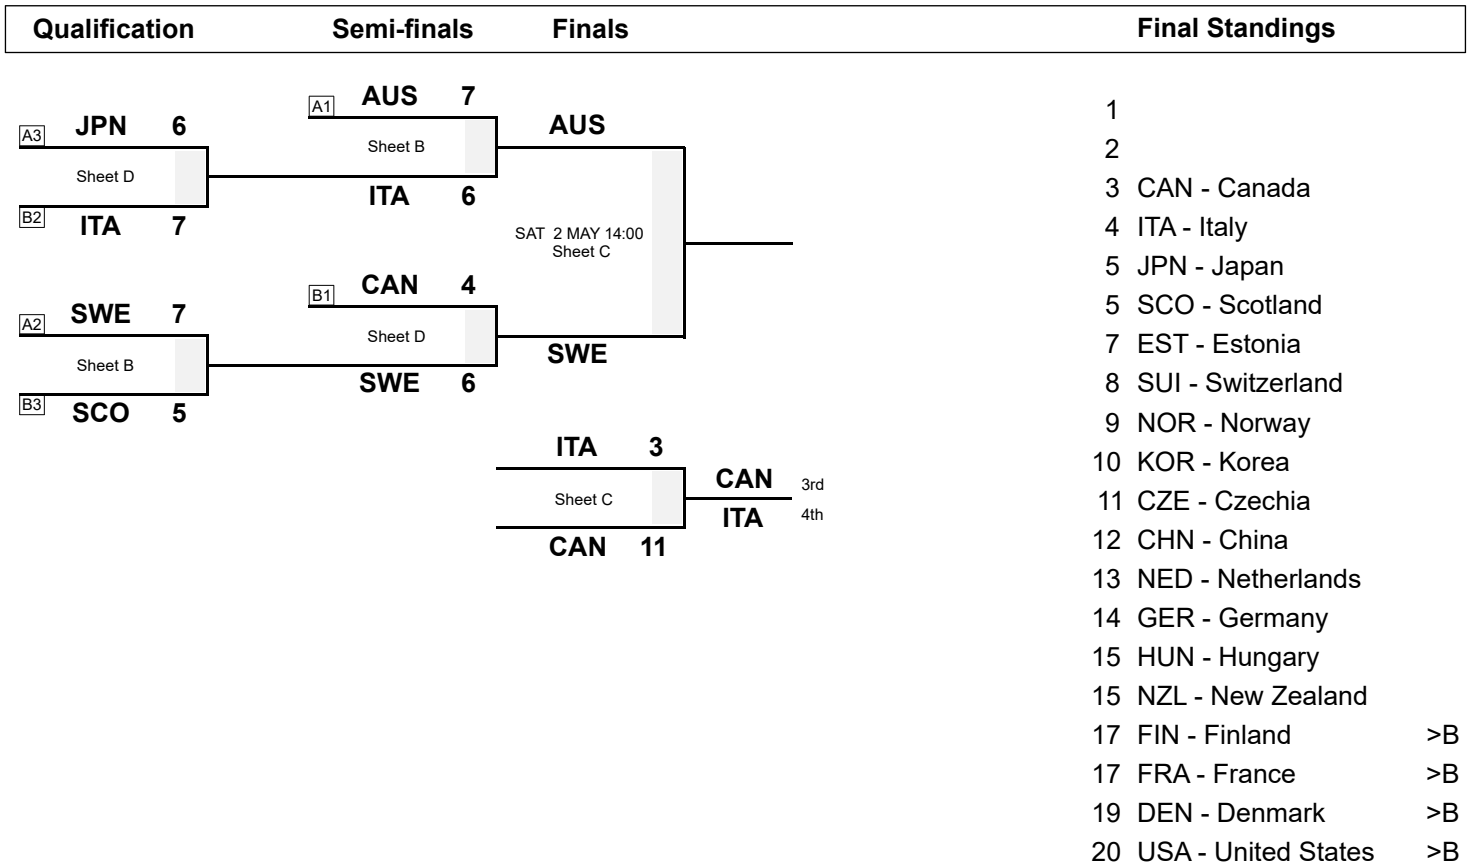 Qualification Semi-finals Finals Final Standings
A3 JPN 6
Sheet D
B2 ITA 7
A2 SWE 7
Sheet B
B3 SCO 5
A1 AUS 7
Sheet B
ITA 6
B1 CAN 4
Sheet D
SWE 6
AUS
SAT 2 MAY 14:00
Sheet C
SWE
ITA 3
Sheet C
CAN 11
CAN 3rd
ITA 4th
1
2
3 CAN - Canada
4 ITA - Italy
5 JPN - Japan
5 SCO - Scotland
7 EST - Estonia
8 SUI - Switzerland
9 NOR - Norway
10 KOR - Korea
11 CZE - Czechia
12 CHN - China
13 NED - Netherlands
14 GER - Germany
15 HUN - Hungary
15 NZL - New Zealand
17 FIN - Finland >B
17 FRA - France >B
19 DEN - Denmark >B
20 USA - United States >B